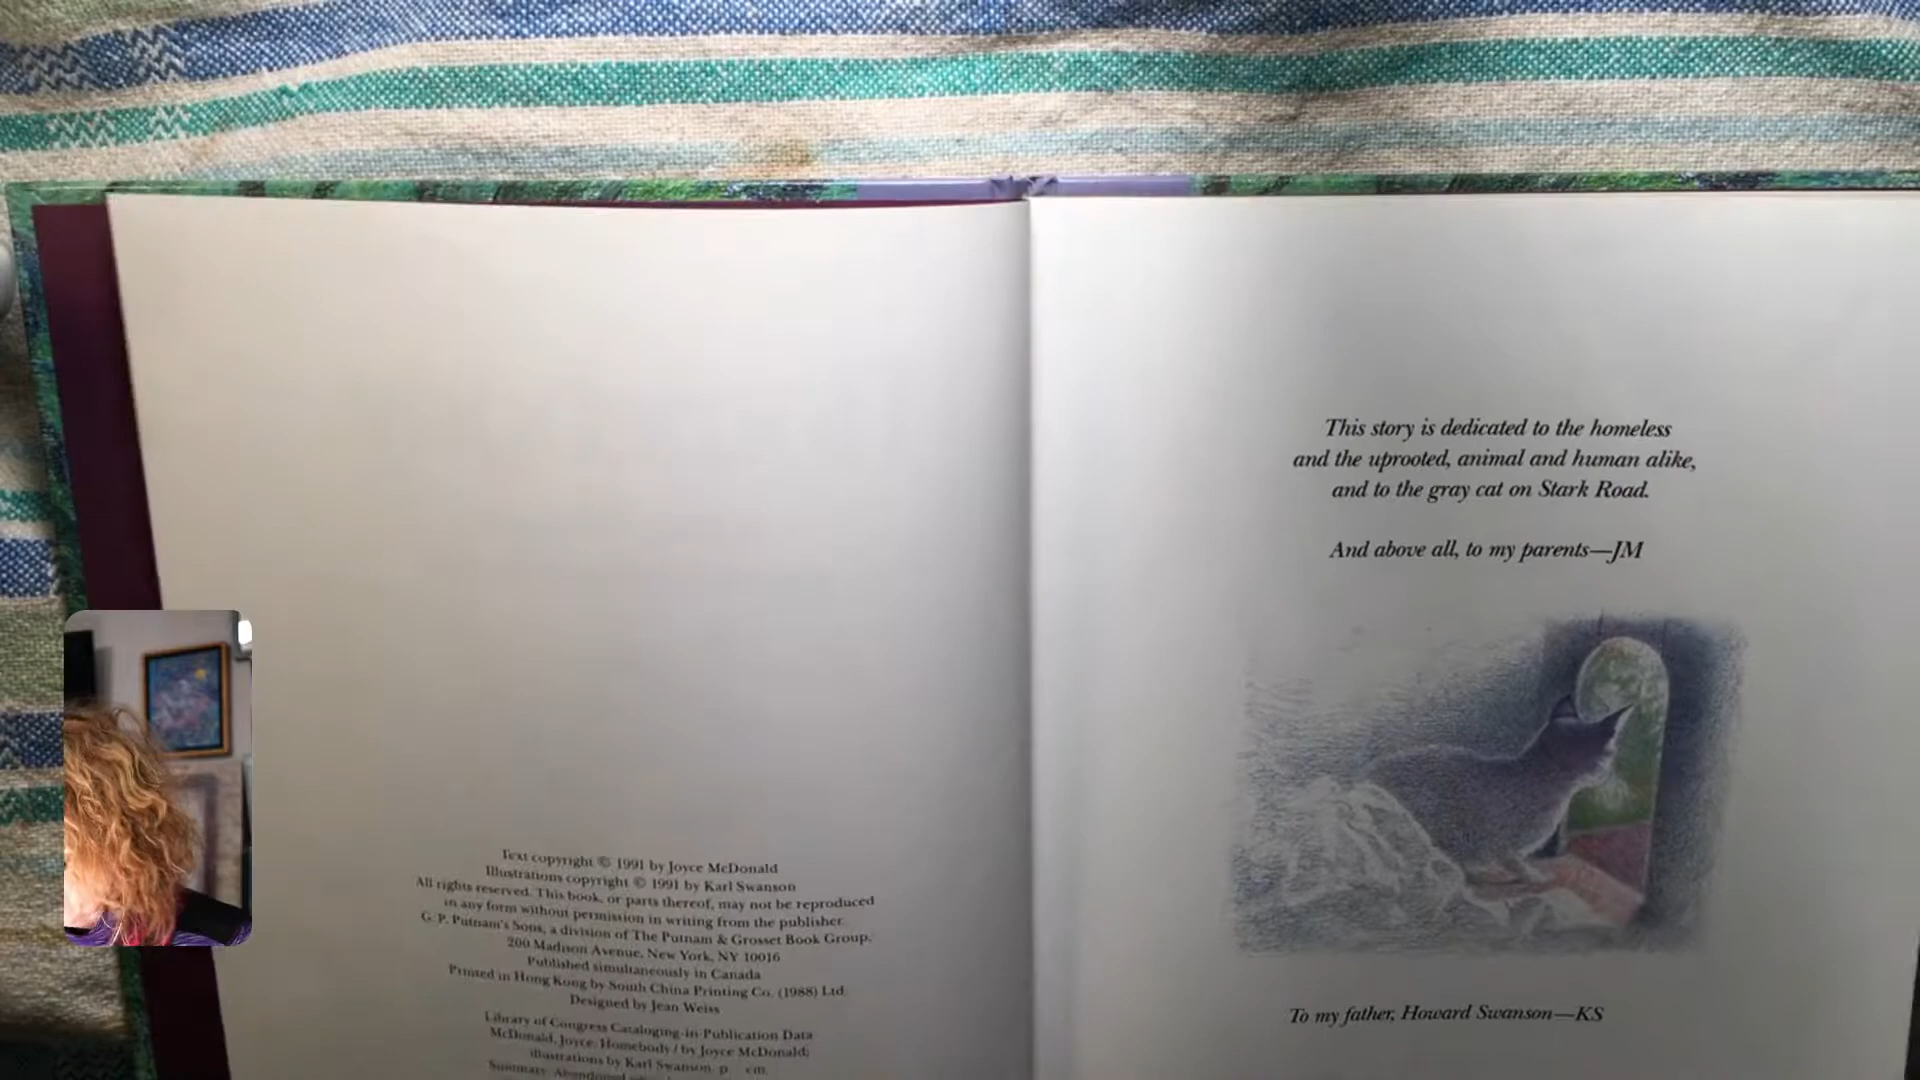 Text copyright © 1991 by Joyce McDonald
Illustrations copyright © 1991 by Karl Swanson
All rights reserved. This book, or parts thereof, may not be reproduced
in any form without permission in writing from the publisher.
G. P. Putnam's Sons, a division of The Putnam & Grosset Book Group,
200 Madison Avenue, New York, NY 10016
Published simultaneously in Canada
Printed in Hong Kong by South China Printing Co. (1988) Ltd.
Designed by Jean Weiss
Library of Congress Cataloging-in-Publication Data
McDonald, Joyce. Homebody / by Joyce McDonald;
illustrations by Karl Swanson. p. cm.
Summary: Abandoned
This story is dedicated to the homeless
and the uprooted, animal and human alike,
and to the gray cat on Stark Road.
And above all, to my parents—JM
To my father, Howard Swanson—KS